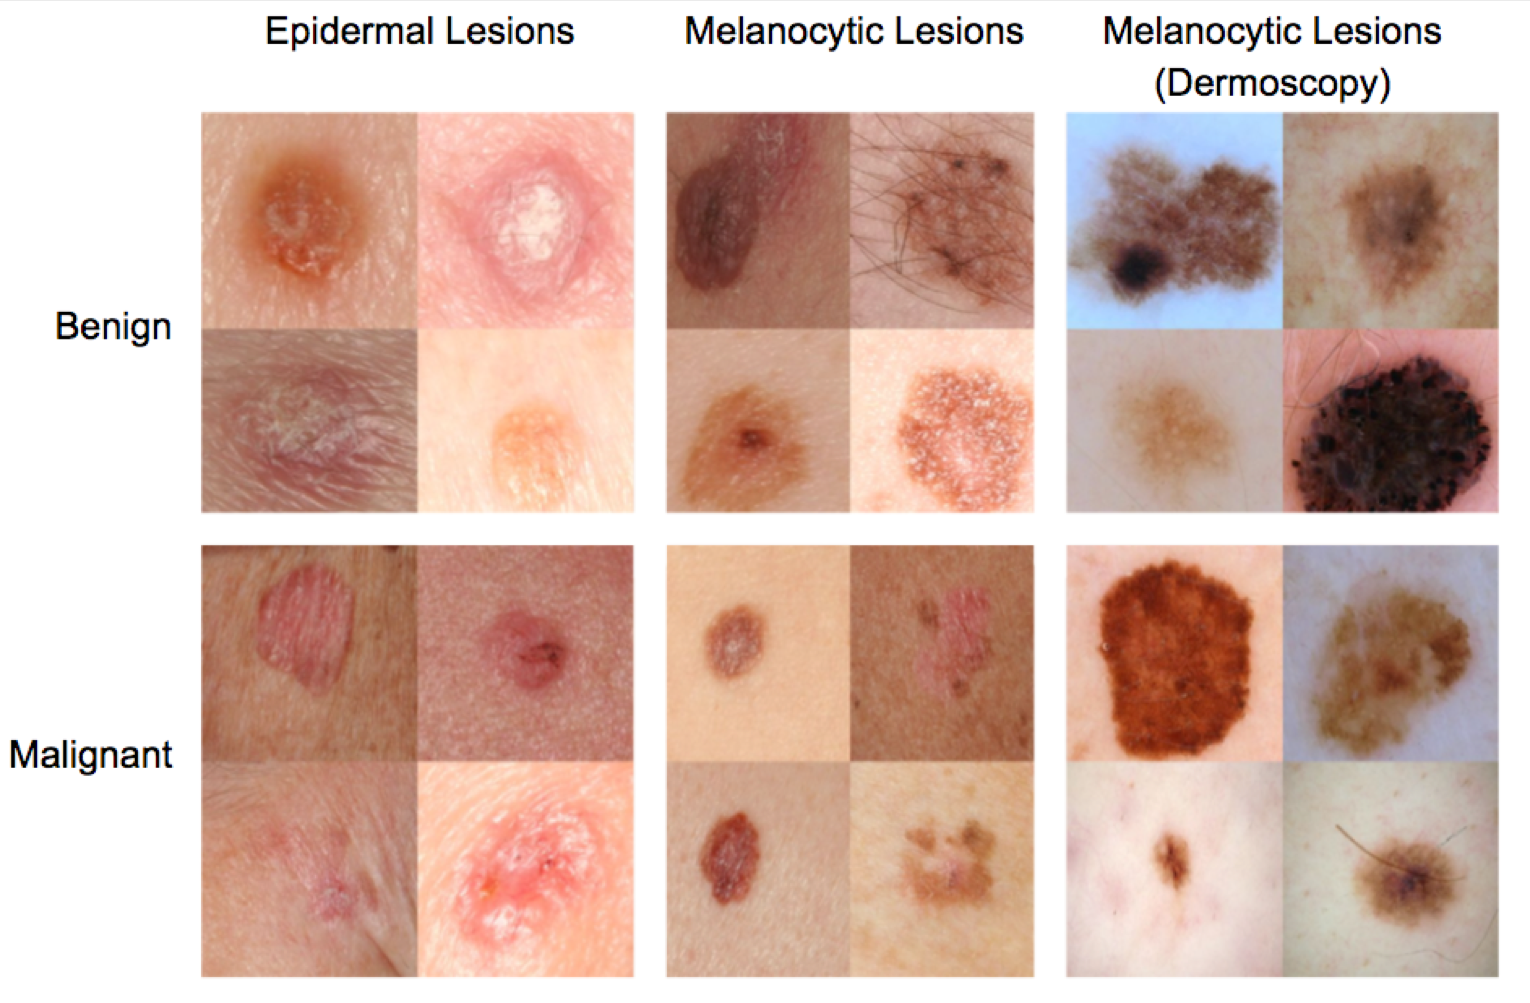 Epidermal Lesions
Melanocytic Lesions
Melanocytic Lesions
(Dermoscopy)
Benign
Malignant